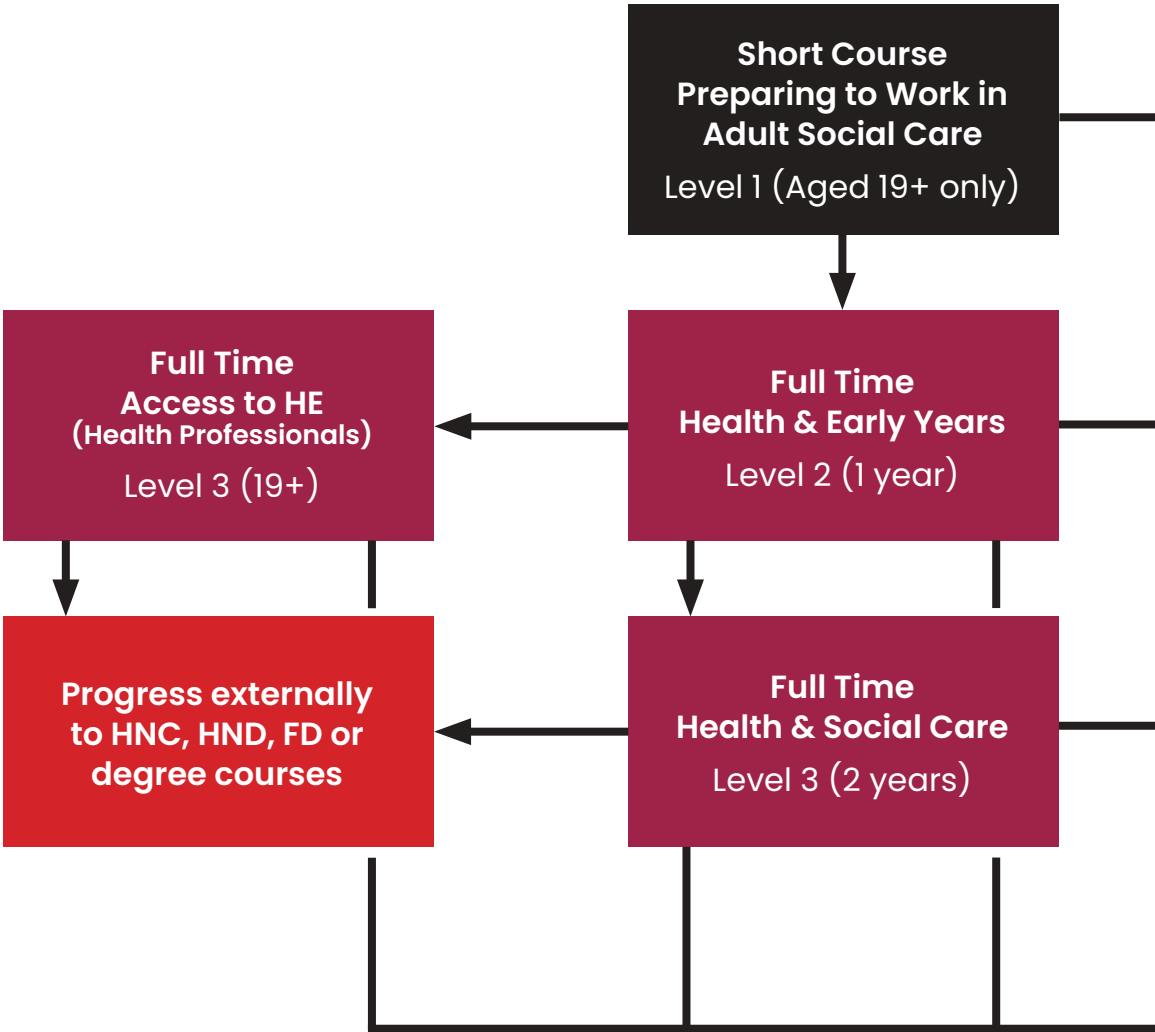 Short Course
Preparing to Work in
Adult Social Care
Level 1 (Aged 19+ only)
Full Time
Access to HE
(Health Professionals)
Level 3 (19+)
Full Time
Health & Early Years
Level 2 (1 year)
Progress externally
to HNC, HND, FD or
degree courses
Full Time
Health & Social Care
Level 3 (2 years)